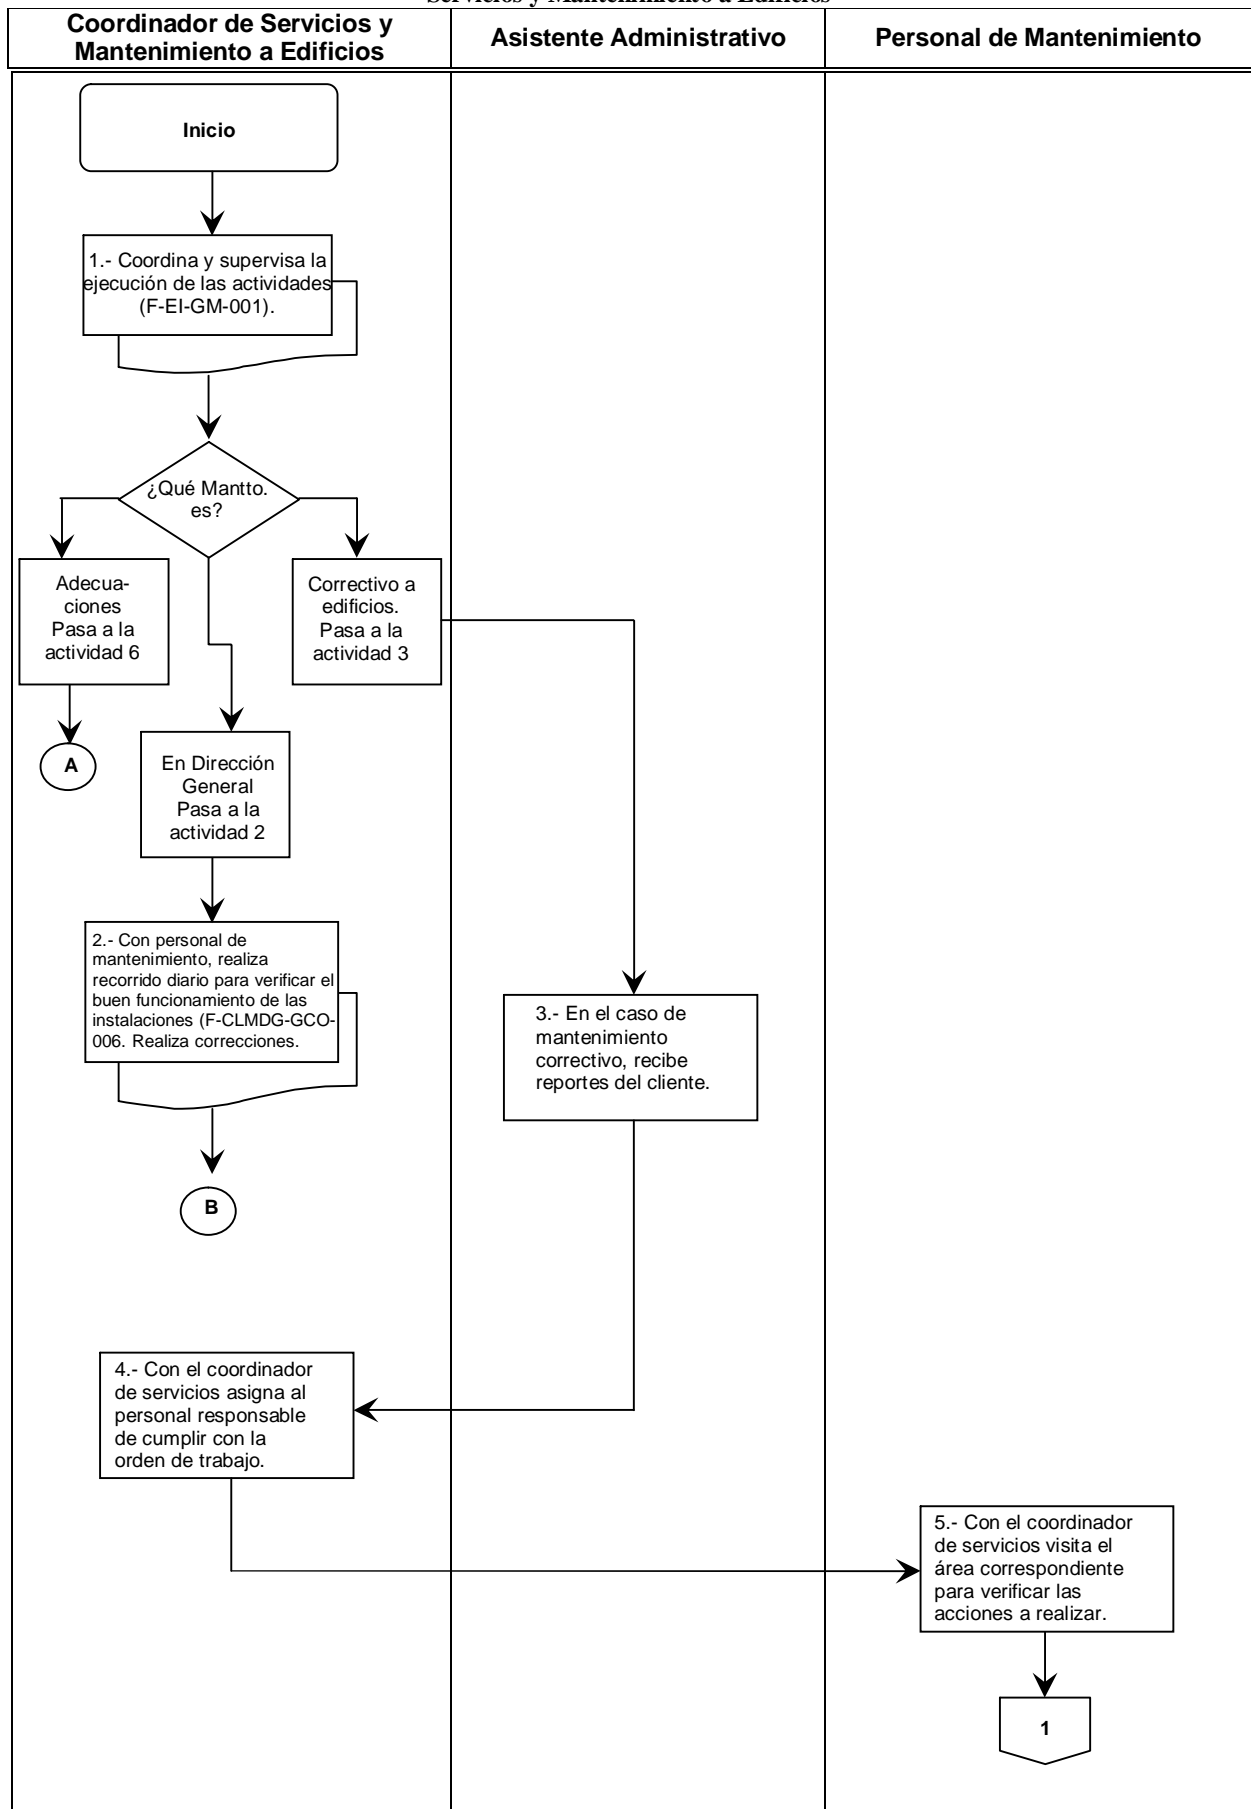 Servicios y Mantenimiento a Edificios
Coordinador de Servicios y
Mantenimiento a Edificios
Asistente Administrativo
Personal de Mantenimiento
Inicio
1.- Coordina y supervisa la
ejecución de las actividades
(F-EI-GM-001).
¿Qué Mantto.
es?
Adecua-
ciones
Pasa a la
actividad 6
Correctivo a
edificios.
Pasa a la
actividad 3
A
En Dirección
General
Pasa a la
actividad 2
2.- Con personal de
mantenimiento, realiza
recorrido diario para verificar el
buen funcionamiento de las
instalaciones (F-CLMDG-GCO-
006. Realiza correcciones.
3.- En el caso de
mantenimiento
correctivo, recibe
reportes del cliente.
B
4.- Con el coordinador
de servicios asigna al
personal responsable
de cumplir con la
orden de trabajo.
5.- Con el coordinador
de servicios visita el
área correspondiente
para verificar las
acciones a realizar.
1